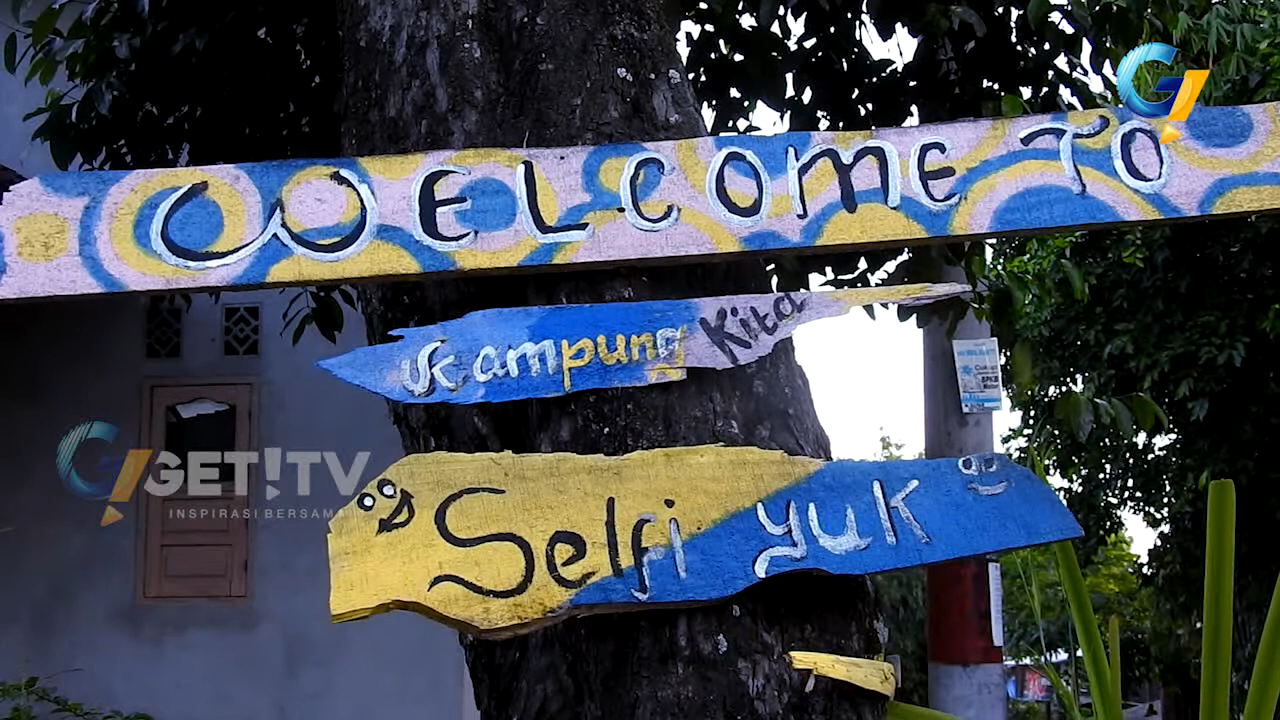 WELCOME TO
Kampung Kita
Selfi yuk
GET!TV
INSPIRASI BERSAMA